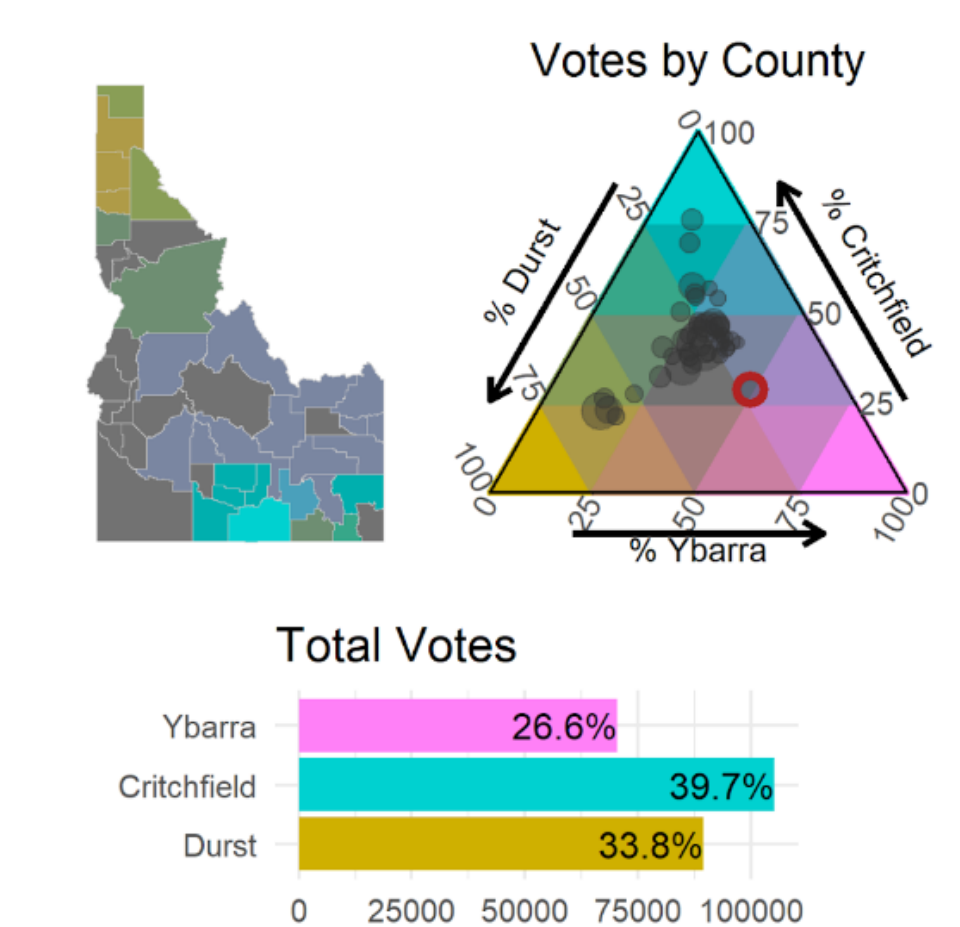 Votes by County
0
100
25
75
% Durst
% Critchfield
50
50
75
25
100
0
0
25
50
75
100
% Ybarra
Total Votes
Ybarra
26.6%
Critchfield
39.7%
Durst
33.8%
0 25000 50000 75000 100000